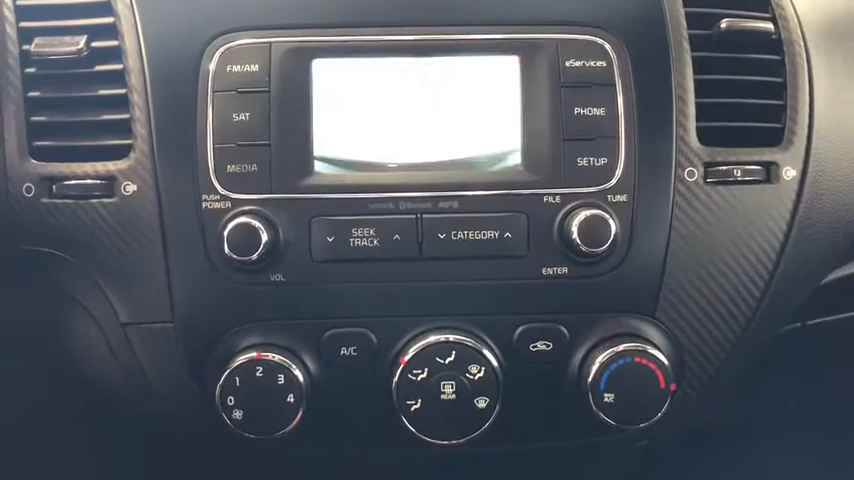 FM/AM
SAT
MEDIA
eServices
PHONE
SETUP
PUSH
POWER
VOL
SEEK
TRACK
CATEGORY
FILE
TUNE
ENTER
A/C
0 1 2 3 4
REAR
MAX
A/C